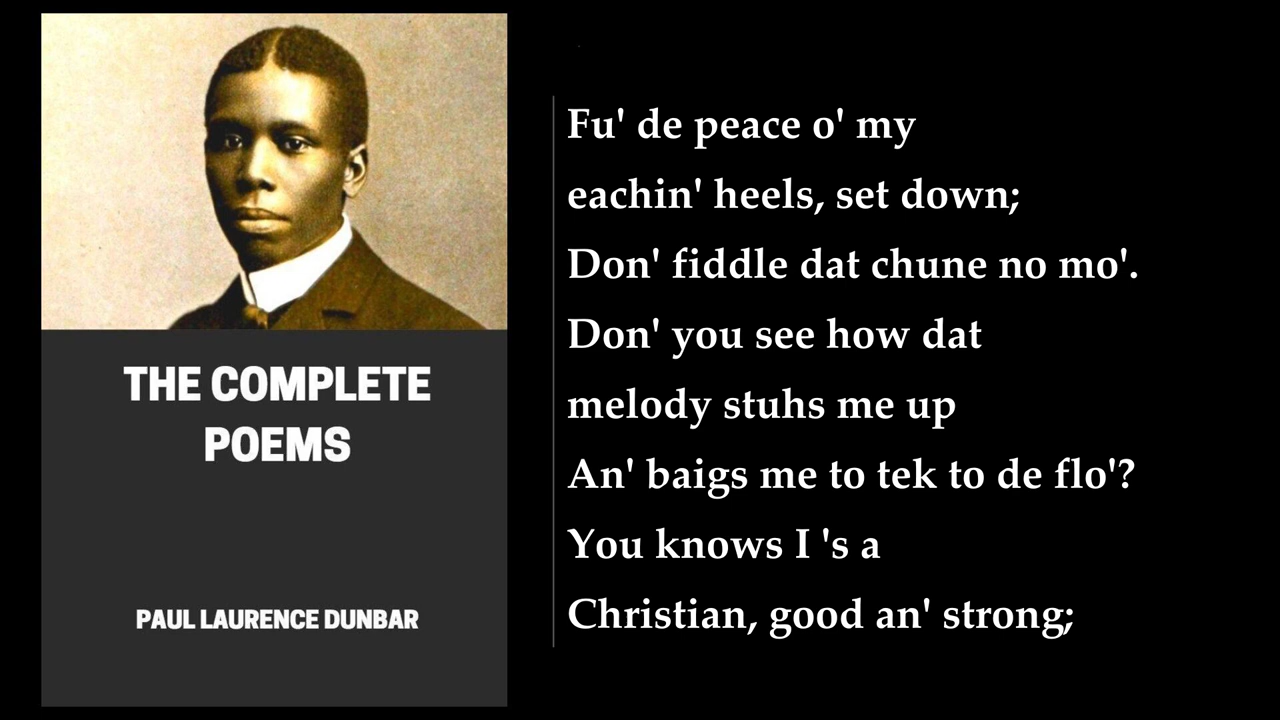 THE COMPLETE
POEMS
PAUL LAURENCE DUNBAR
Fu' de peace o' my
eachin' heels, set down;
Don' fiddle dat chune no mo'.
Don' you see how dat
melody stuhs me up
An' baigs me to tek to de flo'?
You knows I 's a
Christian, good an' strong;